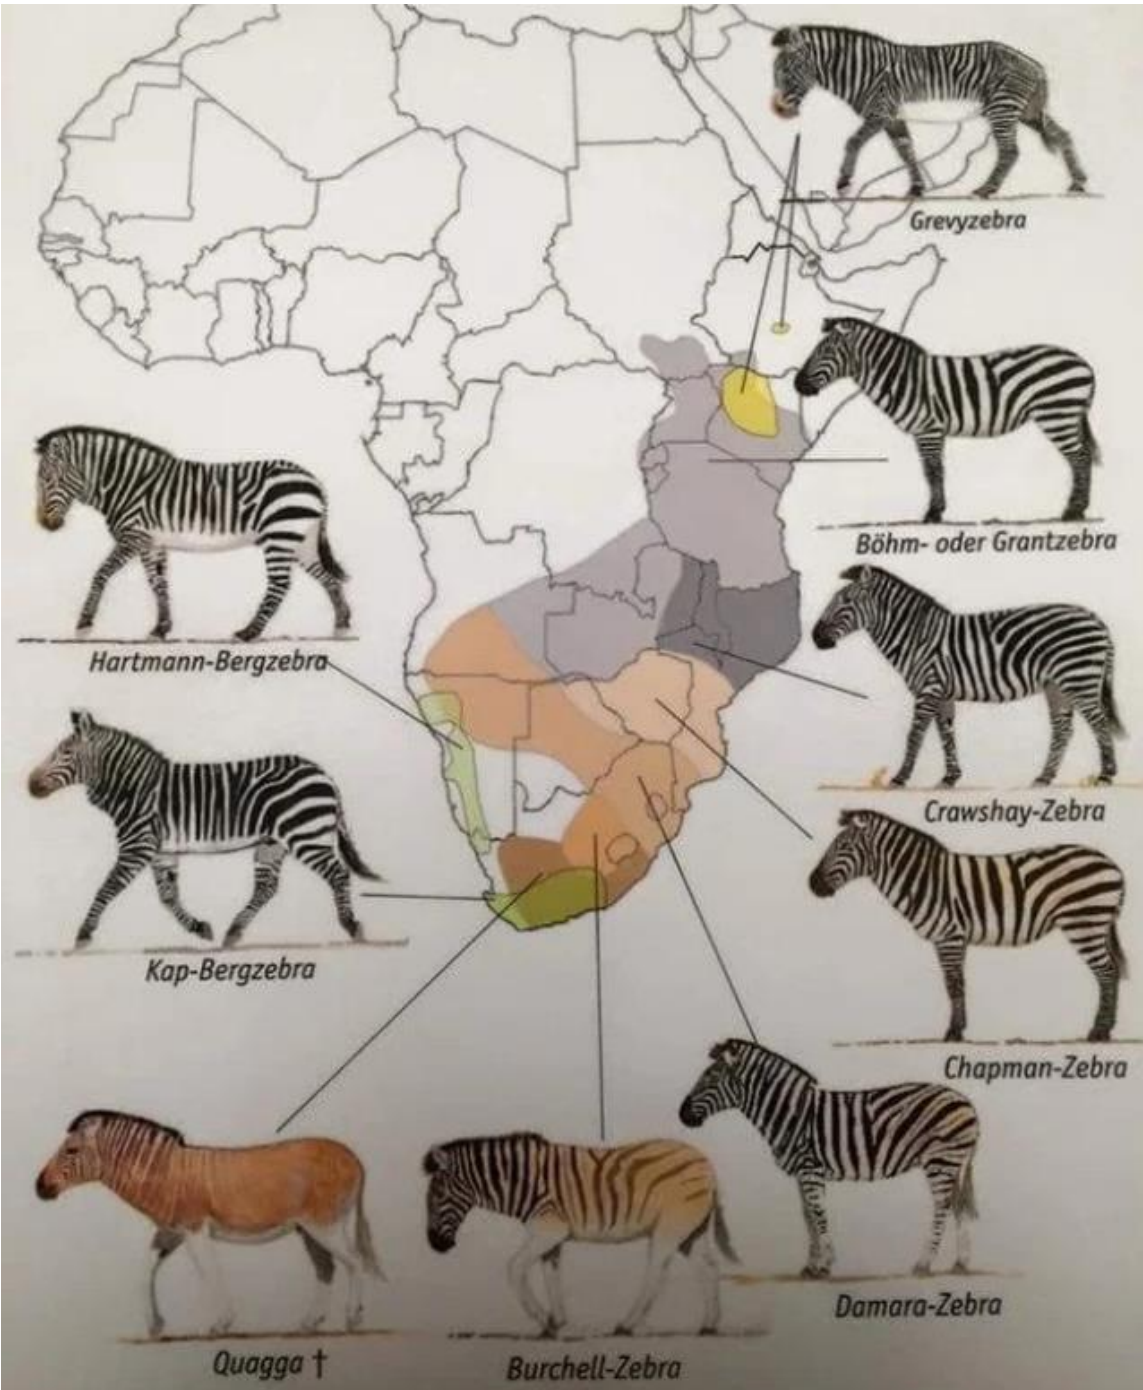 Grevyzebra
Böhm- oder Grantzebra
Hartmann-Bergzebra
Crawshay-Zebra
Kap-Bergzebra
Chapman-Zebra
Damara-Zebra
Quagga †
Burchell-Zebra